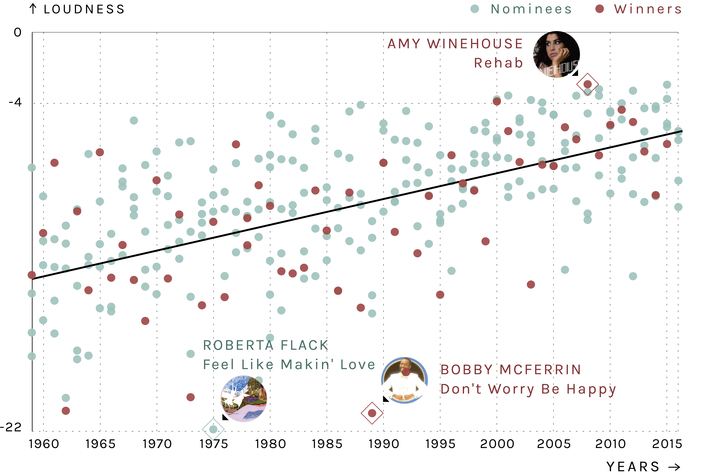 ↑ LOUDNESS
Nominees
Winners
0
AMY WINEHOUSE
Rehab
-4
ROBERTA FLACK
Feel Like Makin' Love
BOBBY MCFERRIN
Don't Worry Be Happy
-22
1960 1965 1970 1975 1980 1985 1990 1995 2000 2005 2010 2015
YEARS →